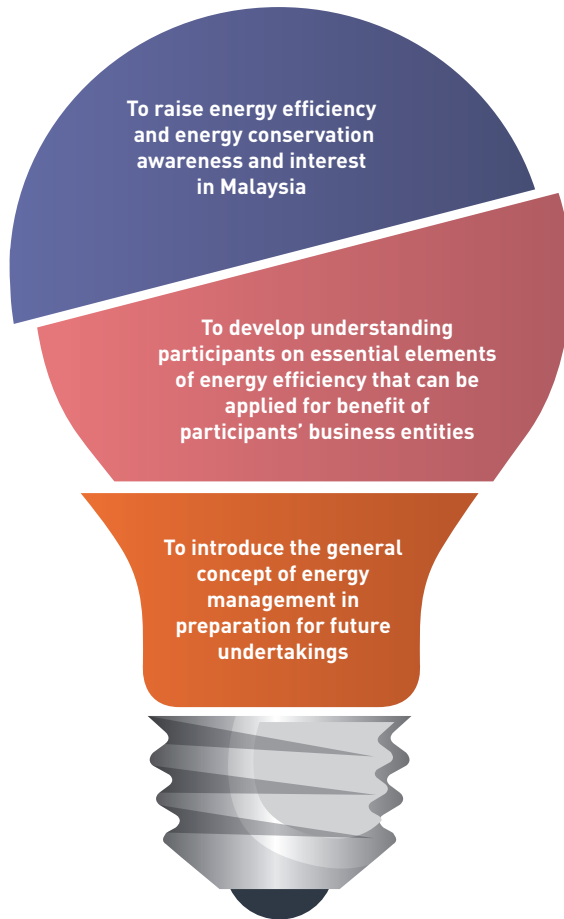 To raise energy efficiency
and energy conservation
awareness and interest
in Malaysia
To develop understanding
participants on essential elements
of energy efficiency that can be
applied for benefit of
participants’ business entities
To introduce the general
concept of energy
management in
preparation for future
undertakings